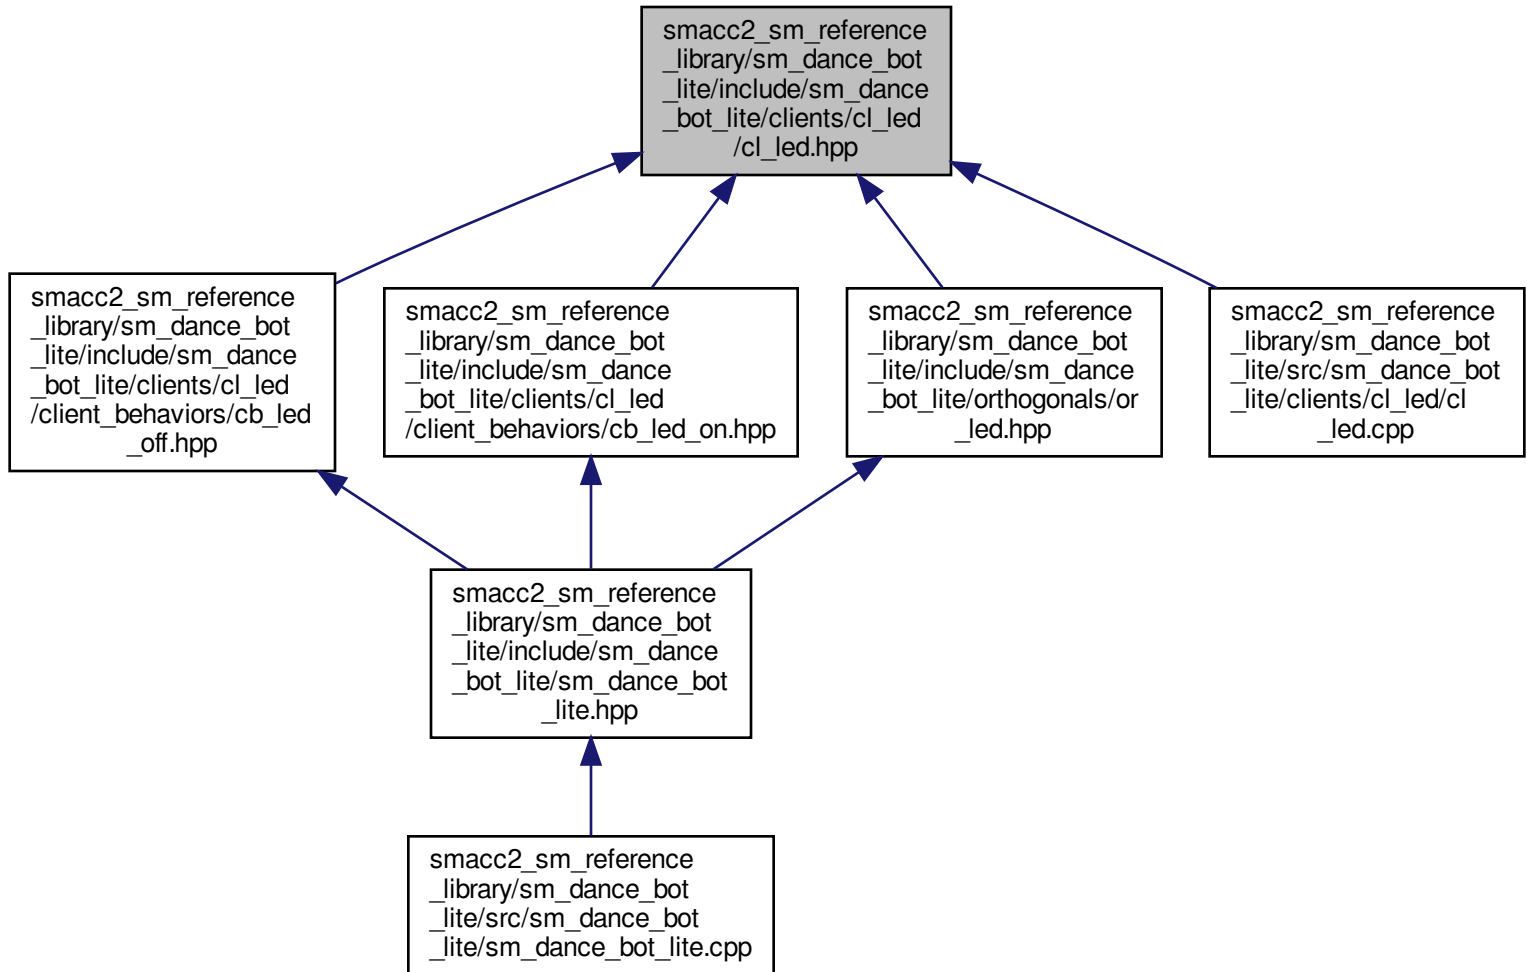 smacc2_sm_reference
_library/sm_dance_bot
_lite/include/sm_dance
_bot_lite/clients/cl_led
/cl_led.hpp
smacc2_sm_reference
_library/sm_dance_bot
_lite/include/sm_dance
_bot_lite/clients/cl_led
/client_behaviors/cb_led
_off.hpp
smacc2_sm_reference
_library/sm_dance_bot
_lite/include/sm_dance
_bot_lite/clients/cl_led
/client_behaviors/cb_led_on.hpp
smacc2_sm_reference
_library/sm_dance_bot
_lite/include/sm_dance
_bot_lite/orthogonals/or
_led.hpp
smacc2_sm_reference
_library/sm_dance_bot
_lite/src/sm_dance_bot
_lite/clients/cl_led/cl
_led.cpp
smacc2_sm_reference
_library/sm_dance_bot
_lite/include/sm_dance
_bot_lite/sm_dance_bot
_lite.hpp
smacc2_sm_reference
_library/sm_dance_bot
_lite/src/sm_dance_bot
_lite/sm_dance_bot_lite.cpp